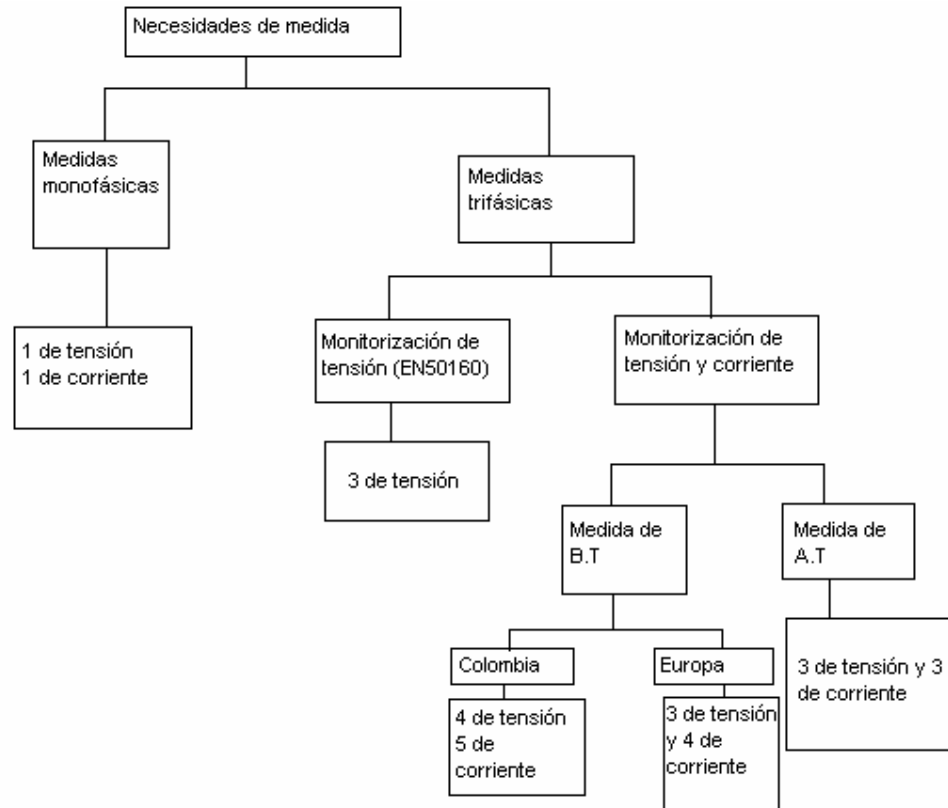 Necesidades de medida
Medidas
monofásicas
Medidas
trifásicas
1 de tensión
1 de corriente
Monitorización de
tensión (EN50160)
Monitorización de
tensión y corriente
3 de tensión
Medida de
B.T
Medida de
A.T
Colombia
Europa
3 de tensión y 3
de corriente
4 de tensión
5 de
corriente
3 de tensión
y 4 de
corriente